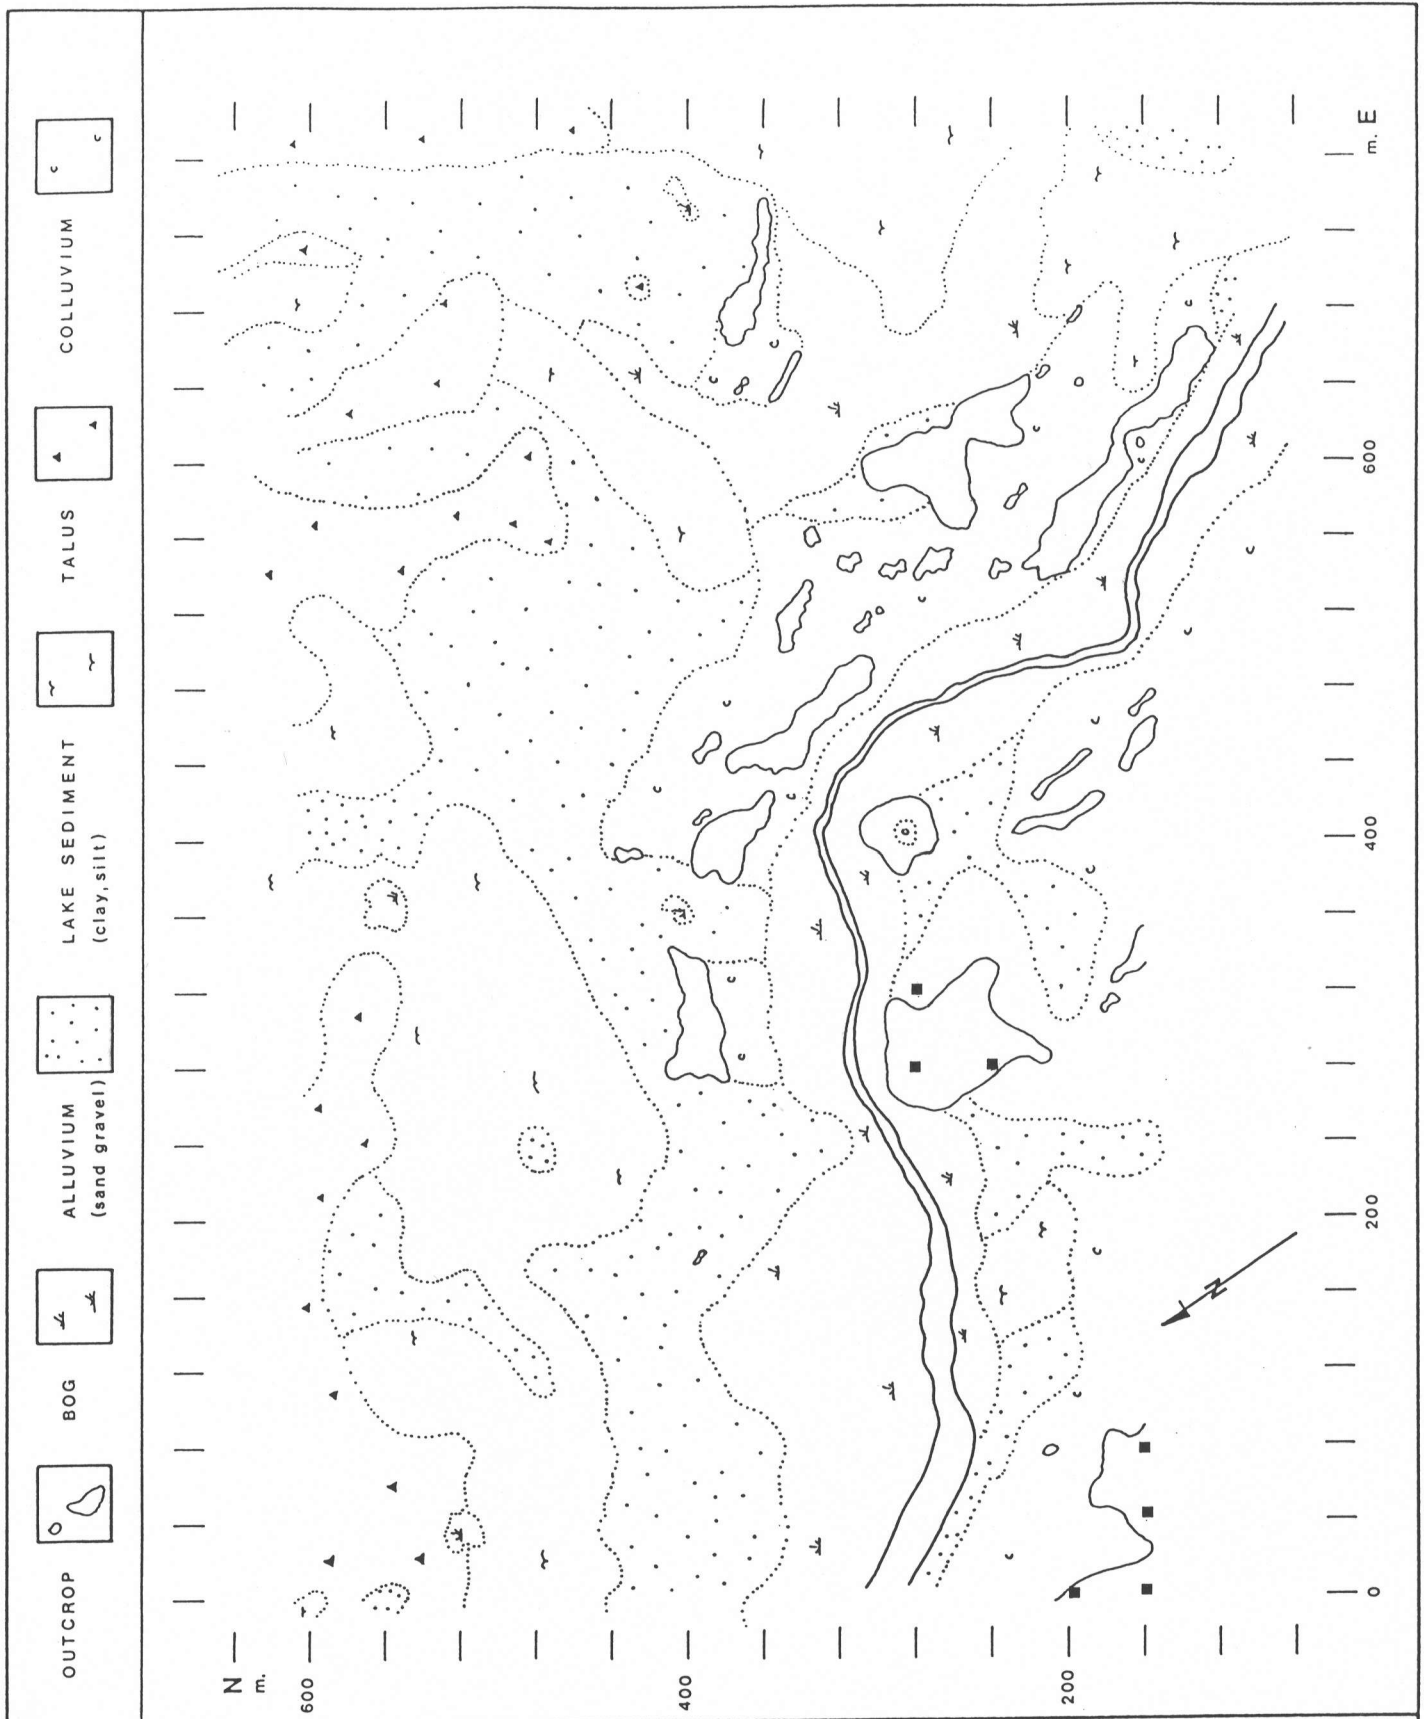 OUTCROP
BOG
ALLUVIUM
(sand gravel)
LAKE SEDIMENT
(clay, silt)
TALUS
COLLUVIUM
N
m.
600
400
200
0
200
400
600
m. E
N